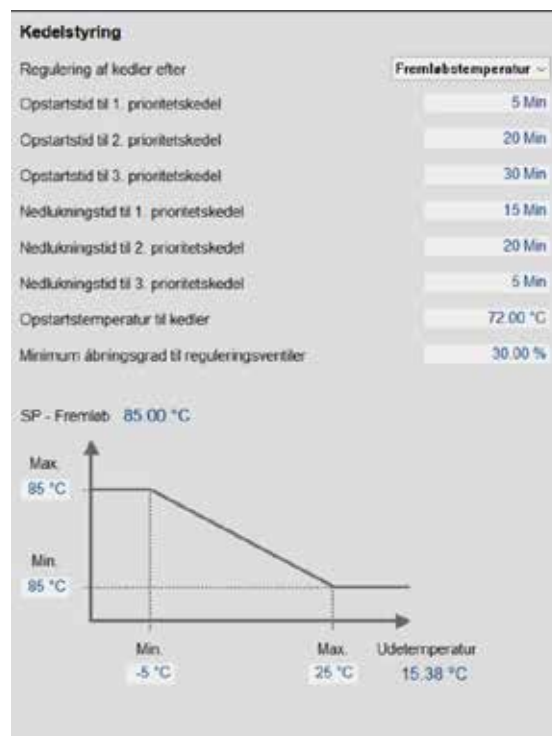 Kedelstyring
Regulering af kedler efter Fremløbstemperatur
Opstartstid til 1. prioritetskedel 5 Min
Opstartstid til 2. prioritetskedel 20 Min
Opstartstid til 3. prioritetskedel 30 Min
Nedlukningstid til 1. prioritetskedel 15 Min
Nedlukningstid til 2. prioritetskedel 20 Min
Nedlukningstid til 3. prioritetskedel 5 Min
Opstartstemperatur til kedler 72.00 °C
Minimum åbningsgrad til reguleringsventiler 30.00 %
SP - Fremløb 85.00 °C
Max.
85 °C
Min.
85 °C
Min. Max. Udetemperatur
-5 °C 25 °C 15.38 °C